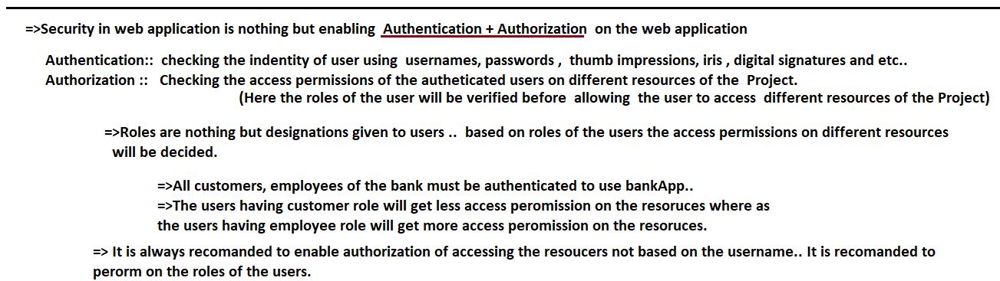 =>Security in web application is nothing but enabling Authentication + Authorization on the web application
Authentication:: checking the indentity of user using usernames, passwords , thumb impressions, iris , digital signatures and etc..
Authorization :: Checking the access permissions of the autheticated users on different resources of the Project.
(Here the roles of the user will be verified before allowing the user to access different resources of the Project)
=>Roles are nothing but designations given to users .. based on roles of the users the access permissions on different resources
will be decided.
=>All customers, employees of the bank must be authenticated to use bankApp..
=>The users having customer role will get less access peromission on the resoruces where as
the users having employee role will get more access peromission on the resoruces.
=> It is always recomanded to enable authorization of accessing the resoucers not based on the username.. It is recomanded to
perorm on the roles of the users.